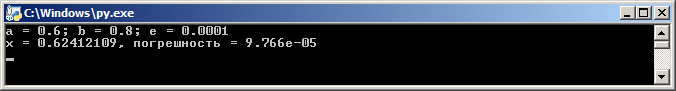 C:\Windows\py.exe
a = 0.6; b = 0.8; e = 0.0001
x = 0.62412109, погрешность = 9.766e-05